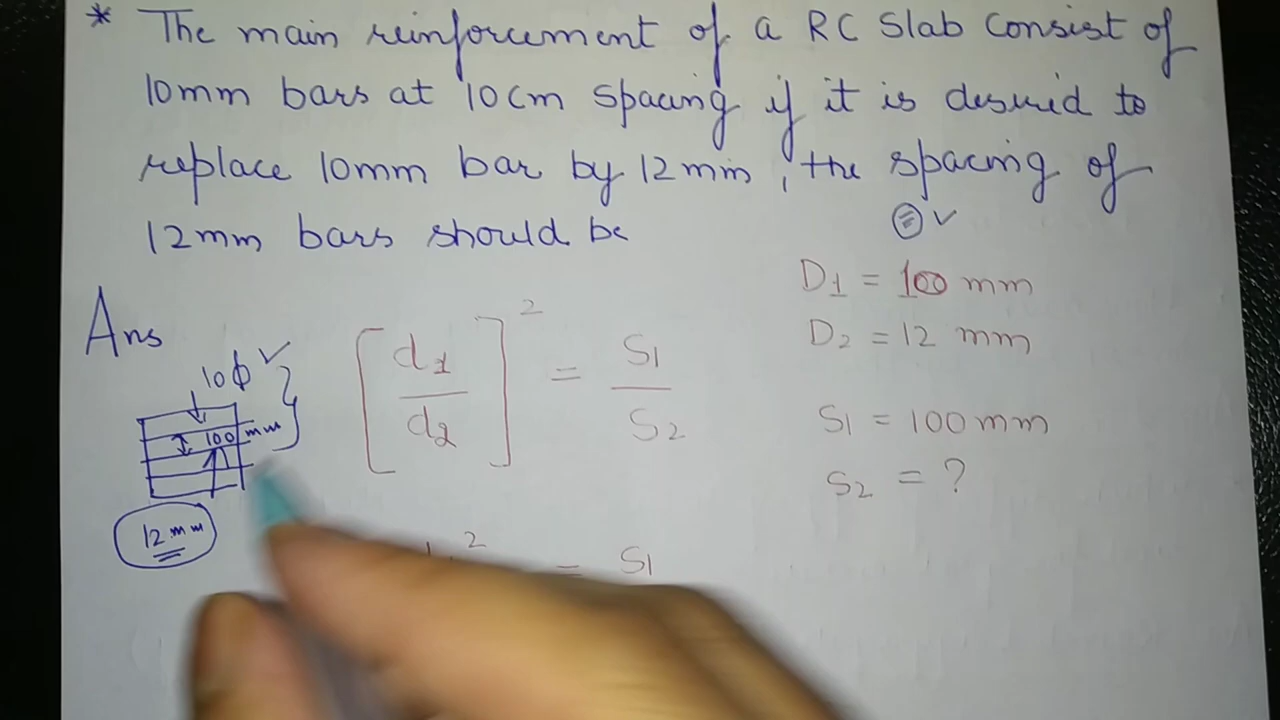 * The main reinforcement of a RC Slab Consist of
10mm bars at 10cm spacing if it is desired to
replace 10mm bar by 12mm, the spacing of
12mm bars should be
Ans
10ϕ
100 mm
12mm
[d1/d2]² = S1/S2
2 = S1
D1 = 100 mm
D2 = 12 mm
S1 = 100mm
S2 = ?